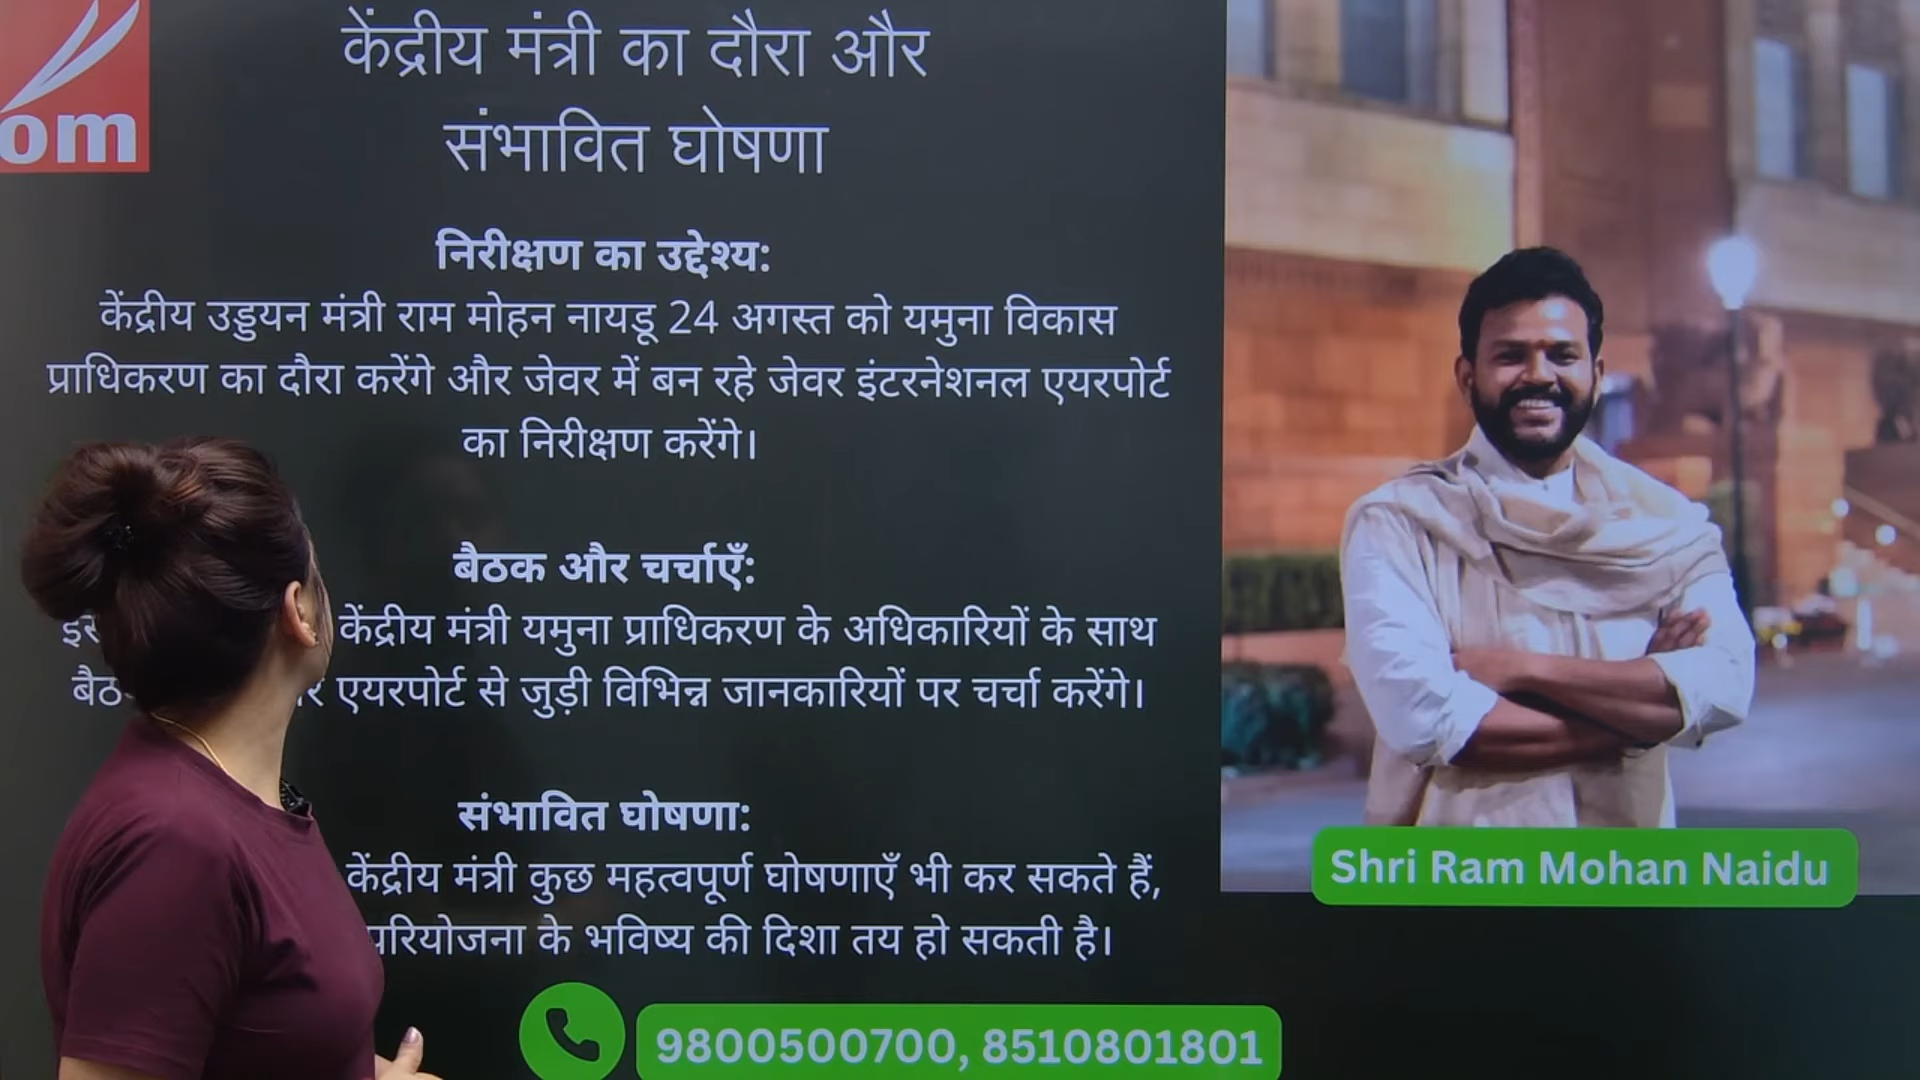 om
केंद्रीय मंत्री का दौरा और
संभावित घोषणा
निरीक्षण का उद्देश्य:
केंद्रीय उड्डयन मंत्री राम मोहन नायडू 24 अगस्त को यमुना विकास
प्राधिकरण का दौरा करेंगे और जेवर में बन रहे जेवर इंटरनेशनल एयरपोर्ट
का निरीक्षण करेंगे।
बैठक और चर्चाएँ:
केंद्रीय मंत्री यमुना प्राधिकरण के अधिकारियों के साथ
एयरपोर्ट से जुड़ी विभिन्न जानकारियों पर चर्चा करेंगे।
संभावित घोषणा:
केंद्रीय मंत्री कुछ महत्वपूर्ण घोषणाएँ भी कर सकते हैं,
परियोजना के भविष्य की दिशा तय हो सकती है।
Shri Ram Mohan Naidu
9800500700, 8510801801